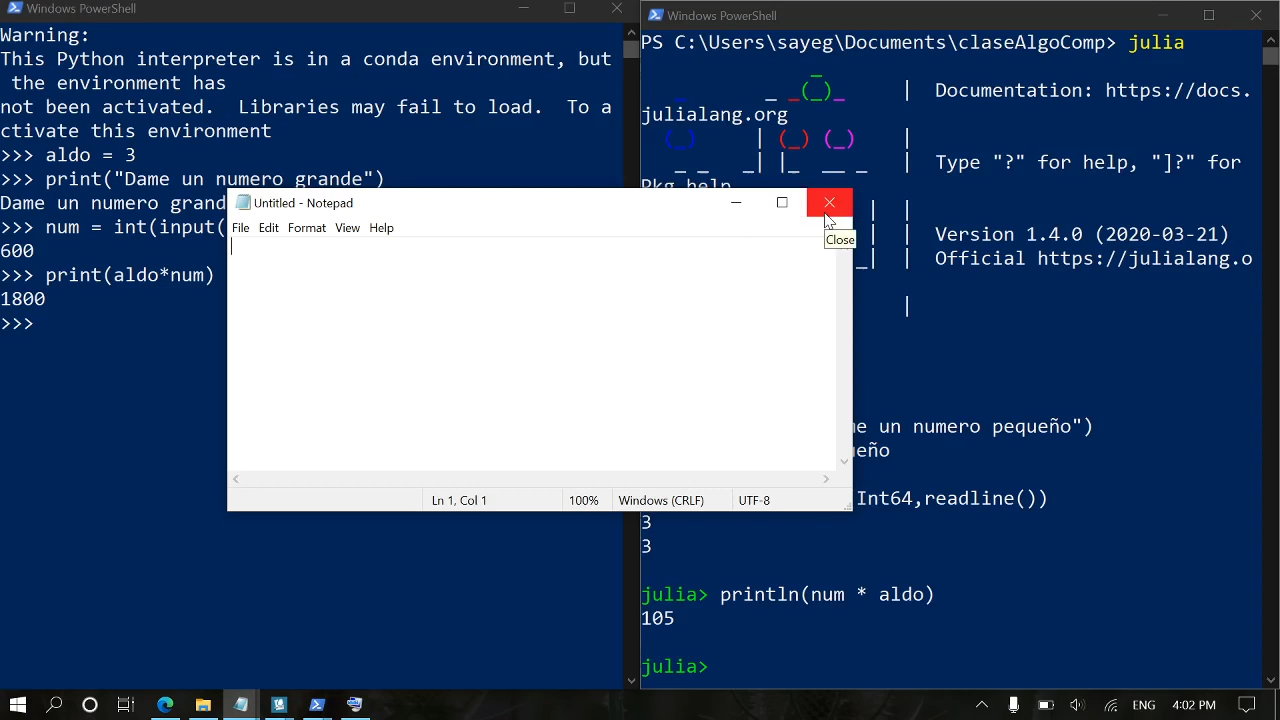 Windows PowerShell
Warning:
This Python interpreter is in a conda environment, but
the environment has
not been activated.  Libraries may fail to load.  To a
ctivate this environment
>>> aldo = 3
>>> print("Dame un numero grande")
Dame un numero grand
>>> num = int(input(
600
>>> print(aldo*num)
1800
>>>
Windows PowerShell
PS C:\Users\sayeg\Documents\claseAlgoComp> julia
_
_ _(_)_ | Documentation: https://docs.
julialang.org
(_) | (_) (_) |
_ _ _| |_ __ _ | Type "?" for help, "]?" for
Pkg help.
| |
| | Version 1.4.0 (2020-03-21)
_| | Official https://julialang.o
|
e un numero pequeño")
eño
Int64,readline())
3
3
julia> println(num * aldo)
105
julia>
Untitled - Notepad
Close
File Edit Format View Help
Ln 1, Col 1 100% Windows (CRLF) UTF-8
ENG 4:02 PM